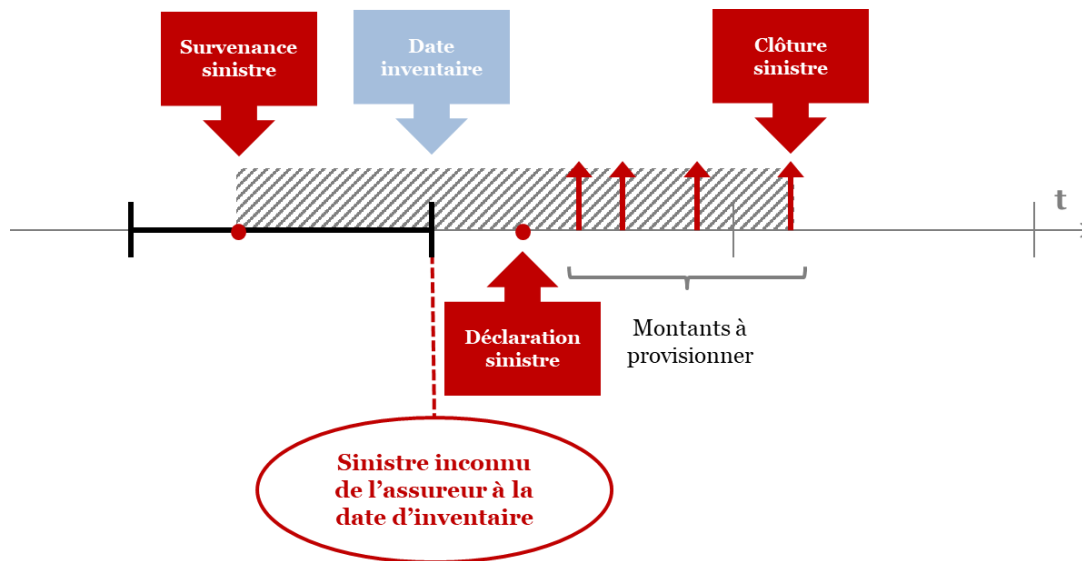 Survenance
sinistre
Date
inventaire
Clôture
sinistre
t
Déclaration
sinistre
Montants à
provisionner
Sinistre inconnu
de l’assureur à la
date d’inventaire